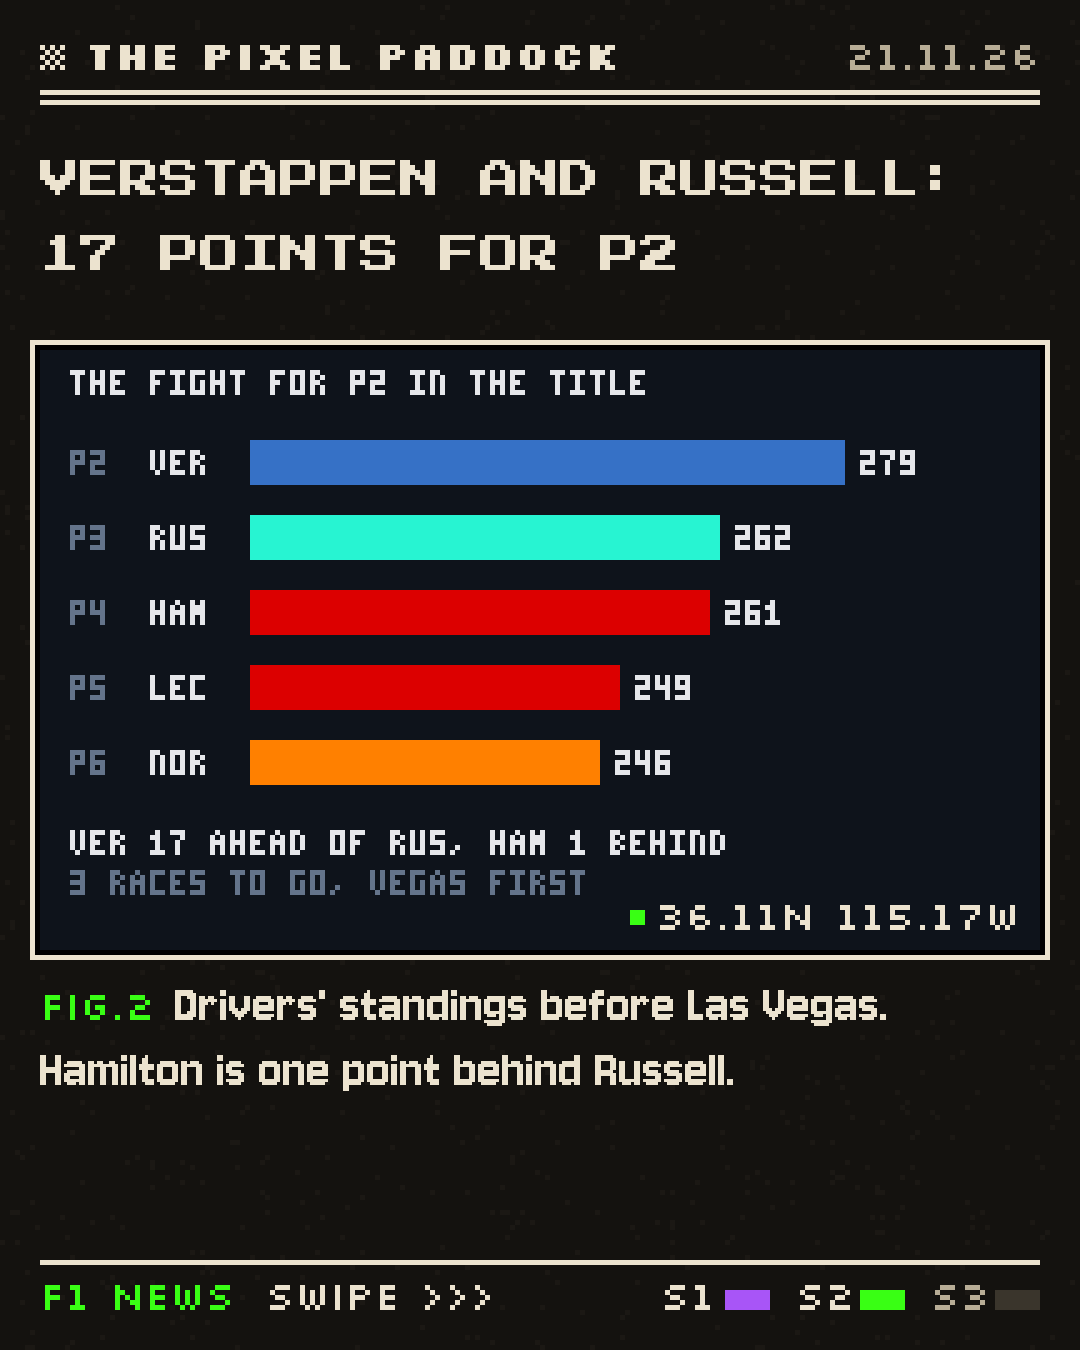 THE PIXEL PADDOCK 21.11.26
VERSTAPPEN AND RUSSELL:
17 POINTS FOR P2
THE FIGHT FOR P2 IN THE TITLE
P2 VER 279
P3 RUS 262
P4 HAM 261
P5 LEC 249
P6 NOR 246
VER 17 AHEAD OF RUS, HAM 1 BEHIND
3 RACES TO GO, VEGAS FIRST
36.11N 115.17W
FIG.2 Drivers' standings before Las Vegas.
Hamilton is one point behind Russell.
F1 NEWS SWIPE >>> S1 S2 S3